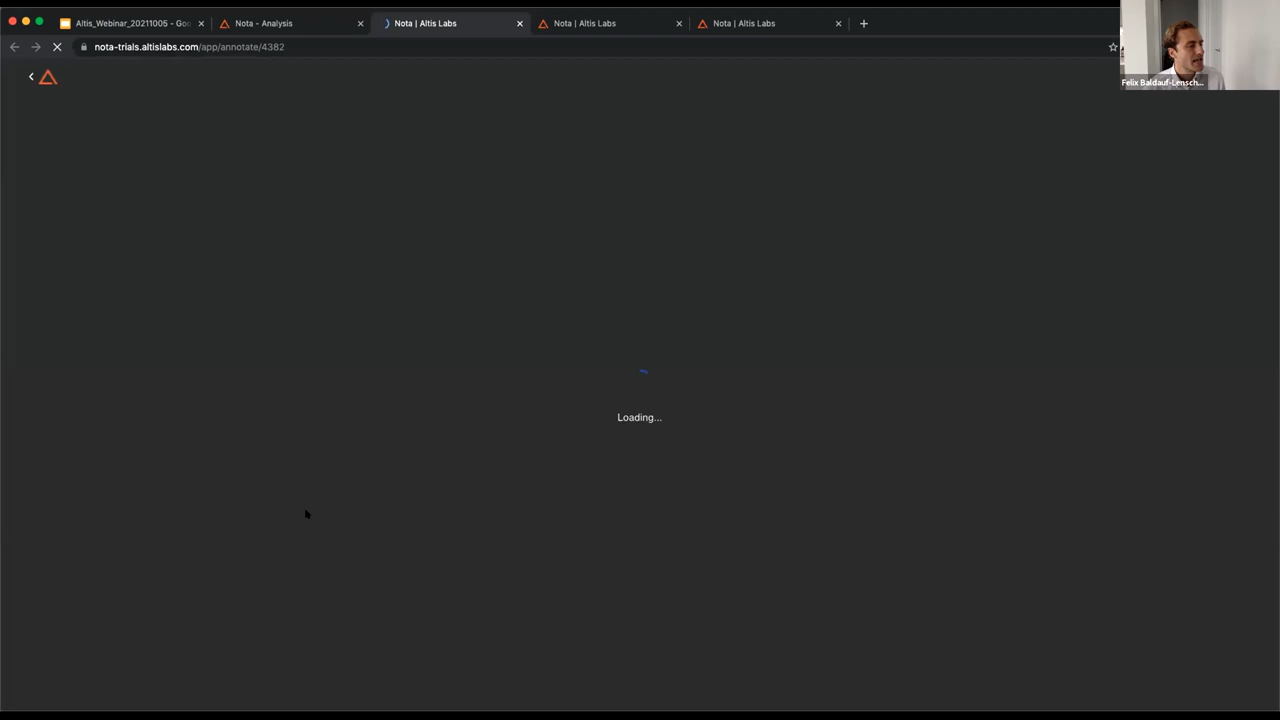 Altis_Webinar_20211005 - Goo
Nota - Analysis
Nota | Altis Labs
Nota | Altis Labs
Nota | Altis Labs
nota-trials.altislabs.com/app/annotate/4382
Felix Baldauf-Lensch...
Loading...